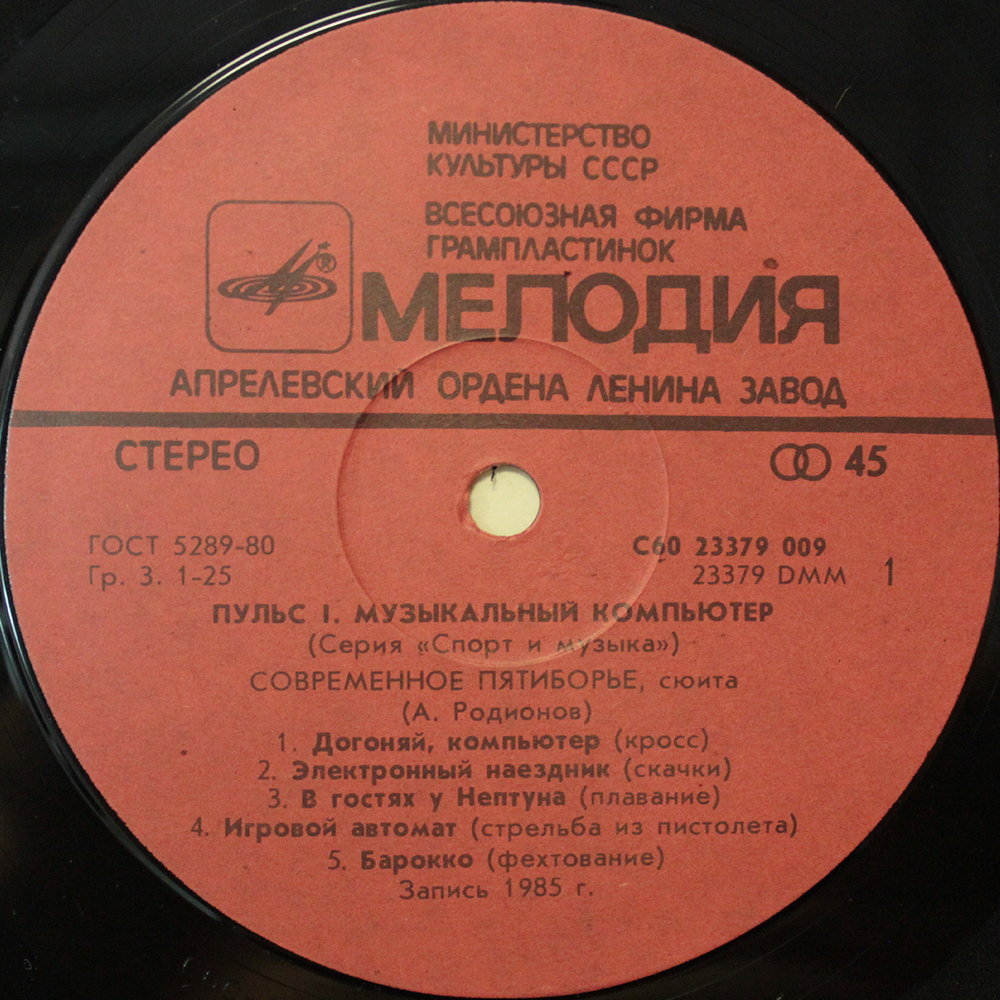 МИНИСТЕРСТВО
КУЛЬТУРЫ СССР
ВСЕСОЮЗНАЯ ФИРМА
ГРАМПЛАСТИНОК
®
МЕЛОДИЯ
АПРЕЛЕВСКИЙ ОРДЕНА ЛЕНИНА ЗАВОД
СТЕРЕО
45
ГОСТ 5289-80
С60 23379 009
Гр. 3. 1-25
23379 DMM 1
ПУЛЬС I. МУЗЫКАЛЬНЫЙ КОМПЬЮТЕР
(Серия «Спорт и музыка»)
СОВРЕМЕННОЕ ПЯТИБОРЬЕ, сюита
(А. Родионов)
1. Догоняй, компьютер (кросс)
2. Электронный наездник (скачки)
3. В гостях у Нептуна (плавание)
4. Игровой автомат (стрельба из пистолета)
5. Барокко (фехтование)
Запись 1985 г.